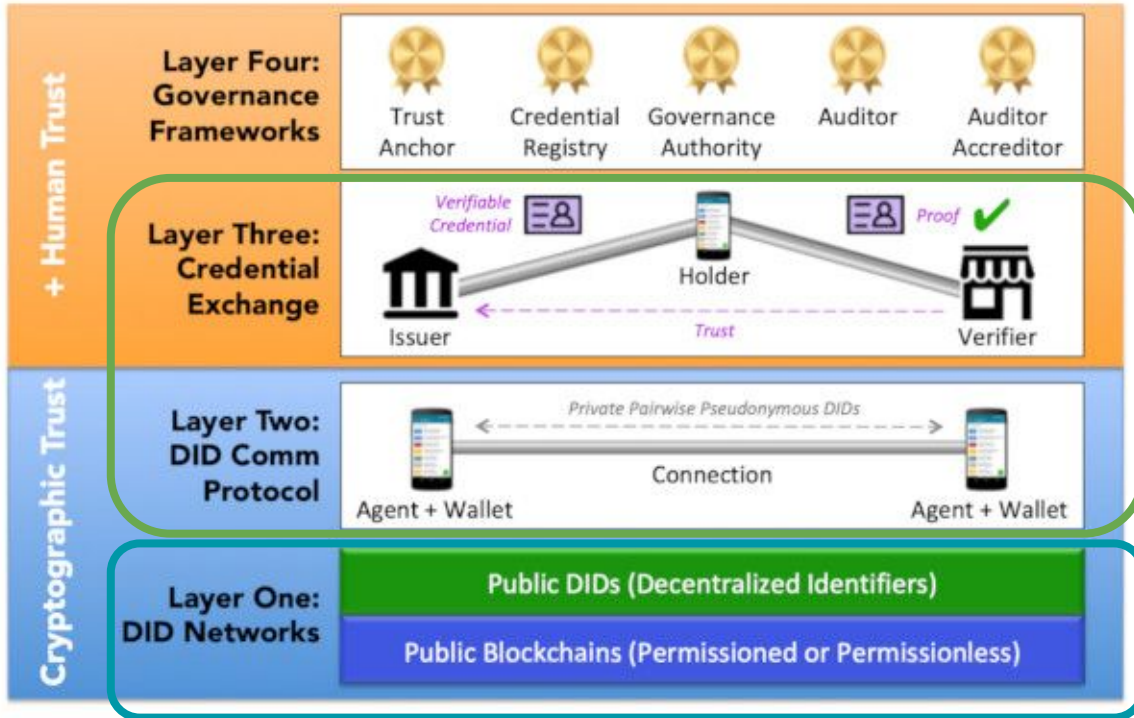 + Human Trust
Layer Four:
Governance
Frameworks
Trust
Anchor
Credential
Registry
Governance
Authority
Auditor
Auditor
Accreditor
Layer Three:
Credential
Exchange
Verifiable
Credential
Proof
Holder
Issuer
Trust
Verifier
Cryptographic Trust
Layer Two:
DID Comm
Protocol
Private Pairwise Pseudonymous DIDs
Connection
Agent + Wallet
Agent + Wallet
Layer One:
DID Networks
Public DIDs (Decentralized Identifiers)
Public Blockchains (Permissioned or Permissionless)